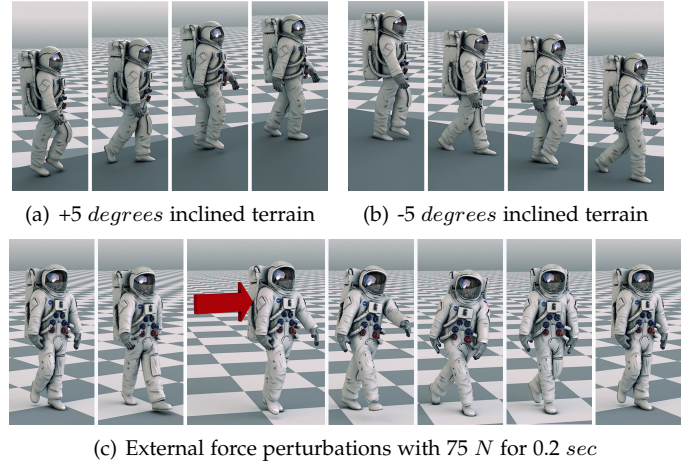 (a) +5 degrees inclined terrain
(b) -5 degrees inclined terrain
(c) External force perturbations with 75 N for 0.2 sec